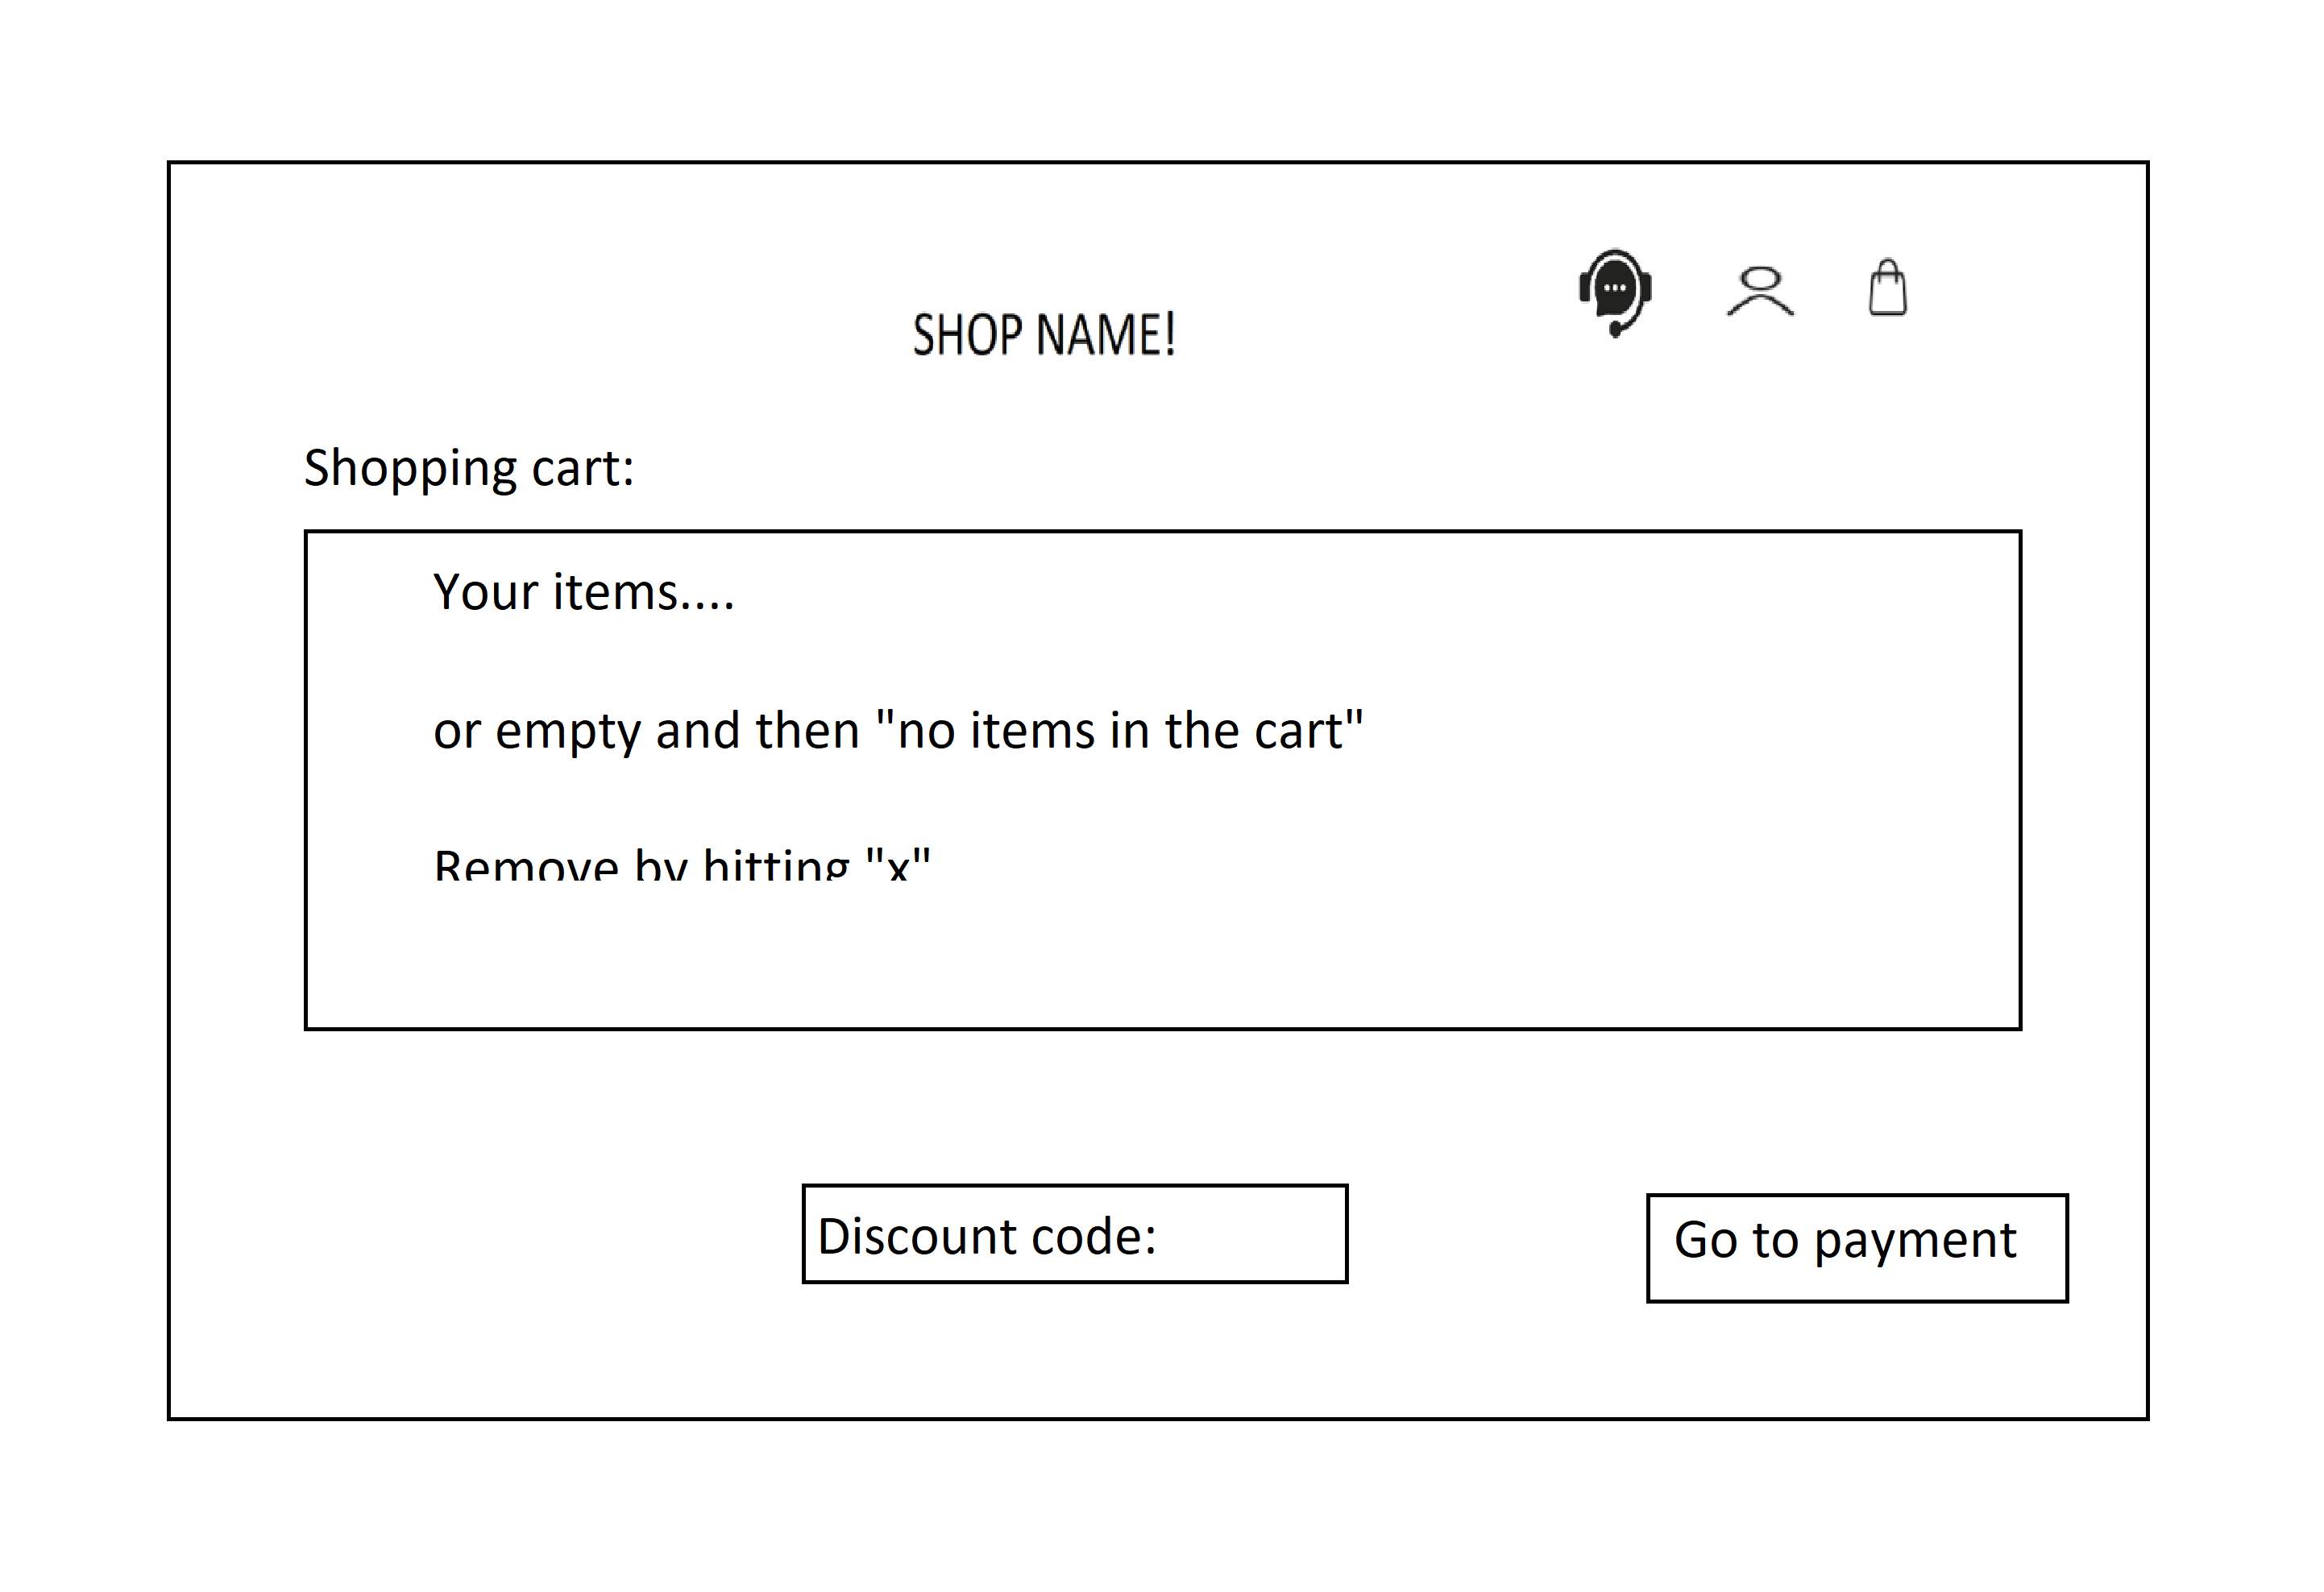 SHOP NAME!
Shopping cart:
Your items....
or empty and then "no items in the cart"
Remove by hitting "x"
Discount code:
Go to payment